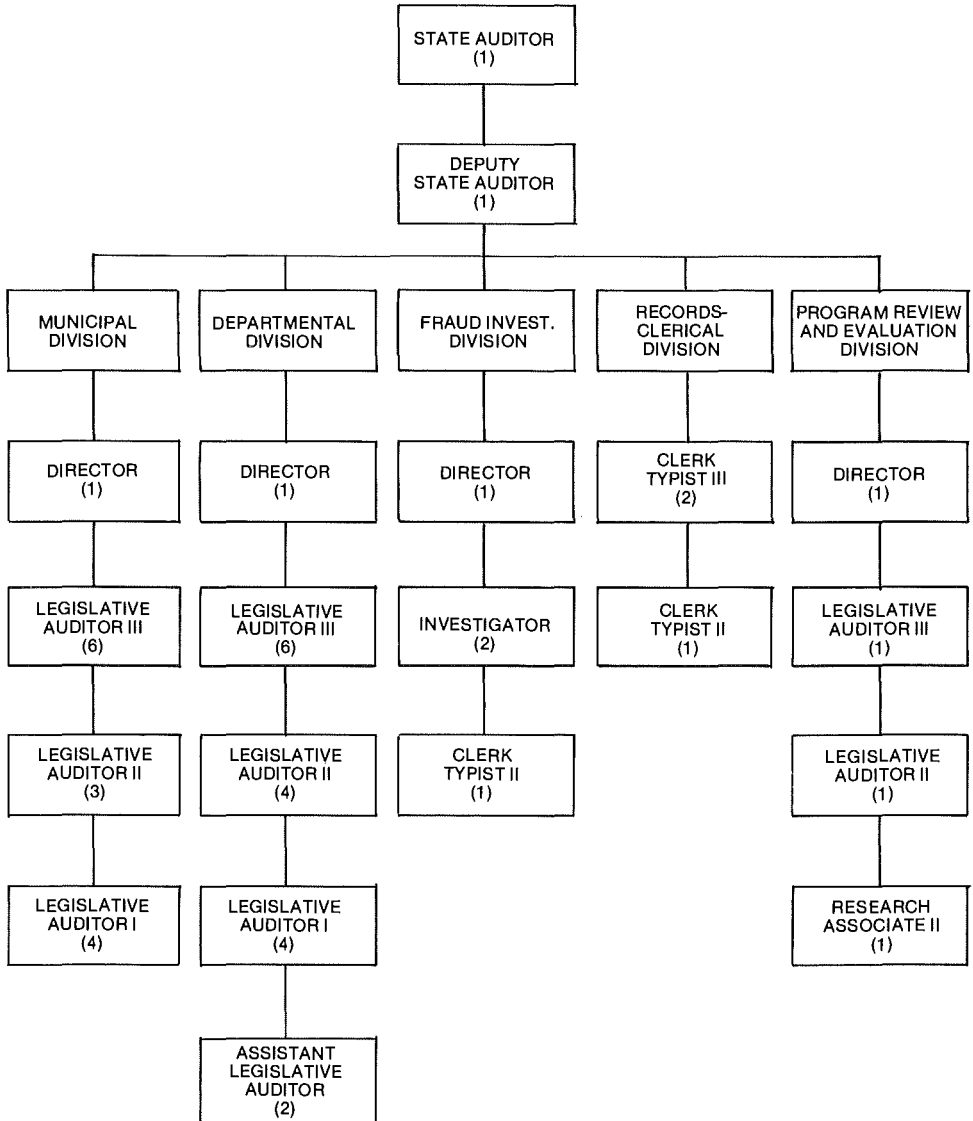 STATE AUDITOR
(1)
DEPUTY
STATE AUDITOR
(1)
MUNICIPAL
DIVISION
DEPARTMENTAL
DIVISION
FRAUD INVEST.
DIVISION
RECORDS-
CLERICAL
DIVISION
PROGRAM REVIEW
AND EVALUATION
DIVISION
DIRECTOR
(1)
DIRECTOR
(1)
DIRECTOR
(1)
CLERK
TYPIST III
(2)
DIRECTOR
(1)
LEGISLATIVE
AUDITOR III
(6)
LEGISLATIVE
AUDITOR III
(6)
INVESTIGATOR
(2)
CLERK
TYPIST II
(1)
LEGISLATIVE
AUDITOR III
(1)
LEGISLATIVE
AUDITOR II
(3)
LEGISLATIVE
AUDITOR II
(4)
CLERK
TYPIST II
(1)
LEGISLATIVE
AUDITOR II
(1)
LEGISLATIVE
AUDITOR I
(4)
LEGISLATIVE
AUDITOR I
(4)
RESEARCH
ASSOCIATE II
(1)
ASSISTANT
LEGISLATIVE
AUDITOR
(2)